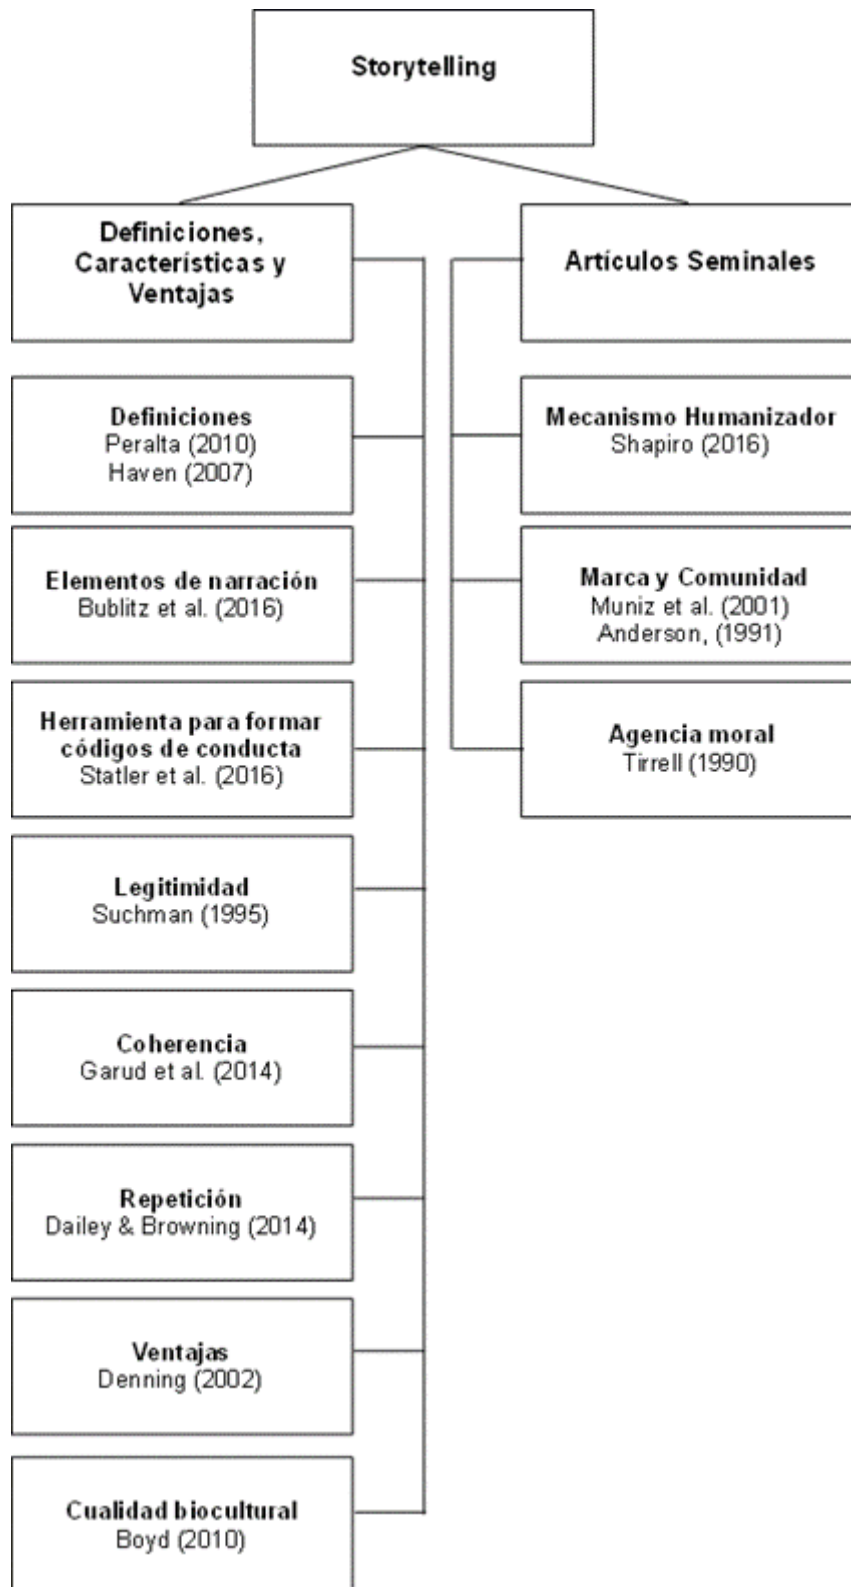 Storytelling
Definiciones,
Características y
Ventajas
Artículos Seminales
Definiciones
Peralta (2010)
Haven (2007)
Mecanismo Humanizador
Shapiro (2016)
Elementos de narración
Bublitz et al. (2016)
Marca y Comunidad
Muniz et al. (2001)
Anderson, (1991)
Herramienta para formar
códigos de conducta
Statler et al. (2016)
Agencia moral
Tirrell (1990)
Legitimidad
Suchman (1995)
Coherencia
Garud et al. (2014)
Repetición
Dailey & Browning (2014)
Ventajas
Denning (2002)
Cualidad biocultural
Boyd (2010)